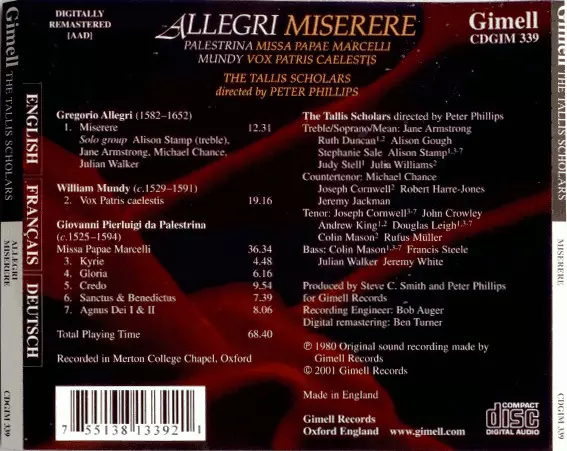 DIGITALLY
REMASTERED
[AAD]
ALLEGRI MISERERE
PALESTRINA MISSA PAPAE MARCELLI
MUNDY VOX PATRIS CAELESTIS
THE TALLIS SCHOLARS
directed by PETER PHILLIPS
Gimell
CDGIM 339
Gimell THE TALLIS SCHOLARS ALLEGRI MISERERE CDGIM 339
ENGLISH FRANÇAIS DEUTSCH
Gregorio Allegri (1582–1652)
1. Miserere 12.31
Solo group Alison Stamp (treble),
Jane Armstrong, Michael Chance,
Julian Walker
William Mundy (c.1529–1591)
2. Vox Patris caelestis 19.16
Giovanni Pierluigi da Palestrina
(c.1525–1594)
Missa Papae Marcelli 36.34
3. Kyrie 4.48
4. Gloria 6.16
5. Credo 9.54
6. Sanctus & Benedictus 7.39
7. Agnus Dei I & II 8.06
Total Playing Time 68.40
Recorded in Merton College Chapel, Oxford
7 55138 13392 1
The Tallis Scholars directed by Peter Phillips
Treble/Soprano/Mean: Jane Armstrong
Ruth Duncan1,2 Alison Gough
Stephanie Sale Alison Stamp1,3-7
Judy Stell1 Julia Williams2
Countertenor: Michael Chance
Joseph Cornwell2 Robert Harre-Jones
Jeremy Jackman
Tenor: Joseph Cornwell3-7 John Crowley
Andrew King1,2 Douglas Leigh1,3-7
Colin Mason2 Rufus Müller
Bass: Colin Mason1,3-7 Francis Steele
Julian Walker Jeremy White
Produced by Steve C. Smith and Peter Phillips
for Gimell Records
Recording Engineer: Bob Auger
Digital remastering: Ben Turner
℗ 1980 Original sound recording made by
Gimell Records
© 2001 Gimell Records
Made in England
Gimell Records
Oxford England www.gimell.com
COMPACT
disc
DIGITAL AUDIO
Gimell THE TALLIS SCHOLARS MISERERE CDGIM 339